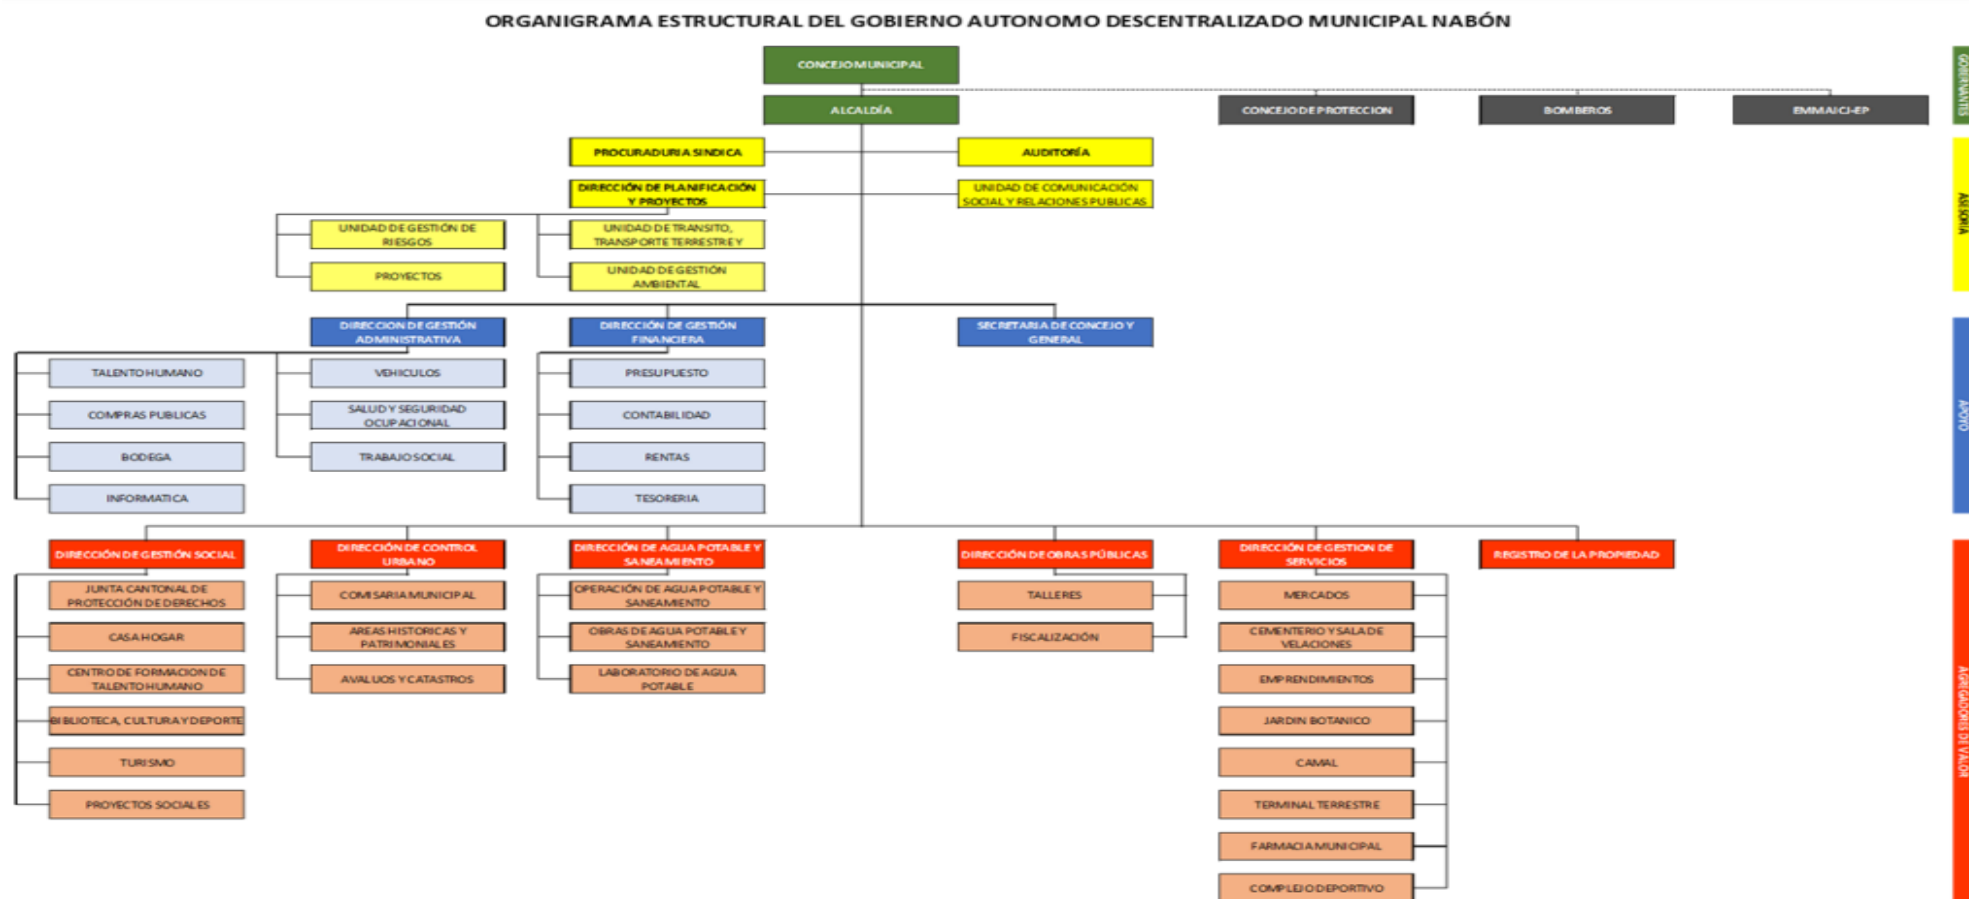 ORGANIGRAMA ESTRUCTURAL DEL GOBIERNO AUTONOMO DESCENTRALIZADO MUNICIPAL NABÓN
CONCEJO MUNICIPAL
GOBERNANTES
ALCALDÍA
CONCEJO DE PROTECCION
BOMBEROS
EMMAICJ-EP
PROCURADURIA SINDICA
AUDITORÍA
ASESORIA
DIRECCIÓN DE PLANIFICACIÓN
Y PROYECTOS
UNIDAD DE COMUNICACIÓN
SOCIAL Y RELACIONES PUBLICAS
UNIDAD DE GESTIÓN DE
RIESGOS
UNIDAD DE TRANSITO,
TRANSPORTE TERRESTRE Y
PROYECTOS
UNIDAD DE GESTIÓN
AMBIENTAL
DIRECCION DE GESTIÓN
ADMINISTRATIVA
DIRECCIÓN DE GESTIÓN
FINANCIERA
SECRETARIA DE CONCEJO Y
GENERAL
APOYO
TALENTO HUMANO
VEHICULOS
PRESUPUESTO
COMPRAS PUBLICAS
SALUD Y SEGURIDAD
OCUPACIONAL
CONTABILIDAD
BODEGA
TRABAJO SOCIAL
RENTAS
INFORMATICA
TESORERIA
DIRECCIÓN DE GESTIÓN SOCIAL
DIRECCIÓN DE CONTROL
URBANO
DIRECCIÓN DE AGUA POTABLE Y
SANEAMIENTO
DIRECCIÓN DE OBRAS PÚBLICAS
DIRECCIÓN DE GESTION DE
SERVICIOS
REGISTRO DE LA PROPIEDAD
AGREGADORES DE VALOR
JUNTA CANTONAL DE
PROTECCIÓN DE DERECHOS
COMISARIA MUNICIPAL
OPERACIÓN DE AGUA POTABLE Y
SANEAMIENTO
TALLERES
MERCADOS
CASA HOGAR
AREAS HISTORICAS Y
PATRIMONIALES
OBRAS DE AGUA POTABLE Y
SANEAMIENTO
FISCALIZACIÓN
CEMENTERIO Y SALA DE
VELACIONES
CENTRO DE FORMACION DE
TALENTO HUMANO
AVALUOS Y CATASTROS
LABORATORIO DE AGUA
POTABLE
EMPRENDIMIENTOS
BIBLIOTECA, CULTURA Y DEPORTE
JARDIN BOTANICO
TURISMO
CAMAL
PROYECTOS SOCIALES
TERMINAL TERRESTRE
FARMACIA MUNICIPAL
COMPLEJO DEPORTIVO